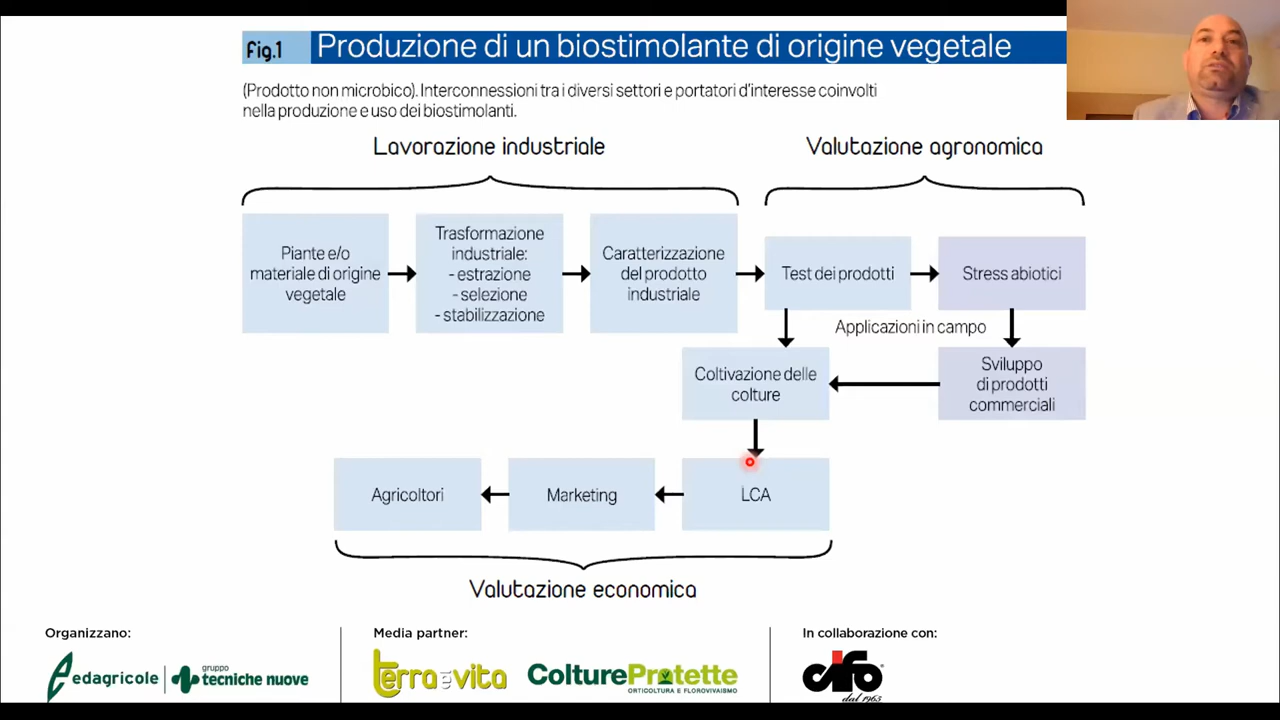 Fig.1
Produzione di un biostimolante di origine vegetale
(Prodotto non microbico). Interconnessioni tra i diversi settori e portatori d'interesse coinvolti
nella produzione e uso dei biostimolanti.
Lavorazione industriale
Valutazione agronomica
Piante e/o
materiale di origine
vegetale
Trasformazione
industriale:
- estrazione
- selezione
- stabilizzazione
Caratterizzazione
del prodotto
industriale
Test dei prodotti
Stress abiotici
Applicazioni in campo
Coltivazione delle
colture
Sviluppo
di prodotti
commerciali
Agricoltori
Marketing
LCA
Valutazione economica
Organizzano:
Media partner:
In collaborazione con:
edagricole
gruppo
tecniche nuove
terra e vita
ColtureProtette
ORTICOLTURA E FLOROVIVAISMO
cifo
dal 1965